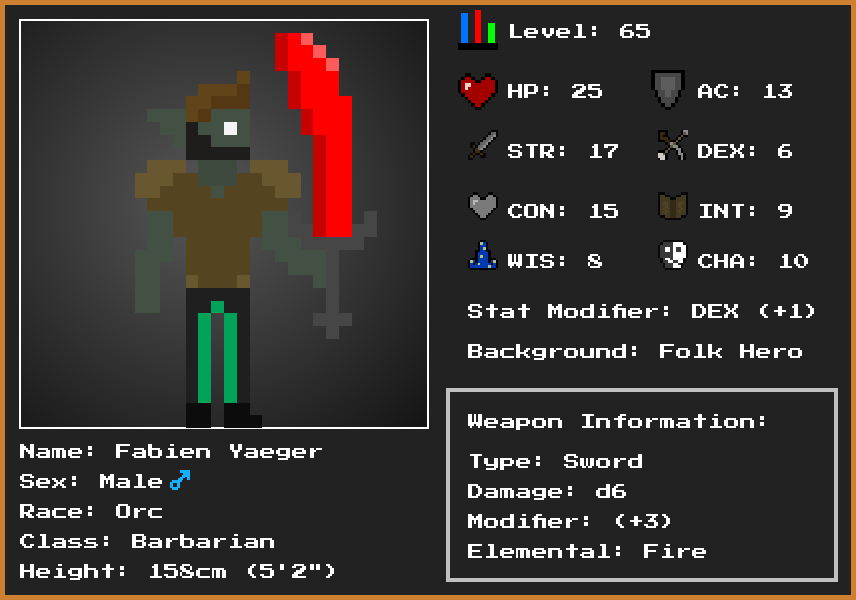 Level: 65
HP: 25 AC: 13
STR: 17 DEX: 6
CON: 15 INT: 9
WIS: 8 CHA: 10
Stat Modifier: DEX (+1)
Background: Folk Hero
Weapon Information:
Type: Sword
Damage: d6
Modifier: (+3)
Elemental: Fire
Name: Fabien Yaeger
Sex: Male♂
Race: Orc
Class: Barbarian
Height: 158cm (5'2")